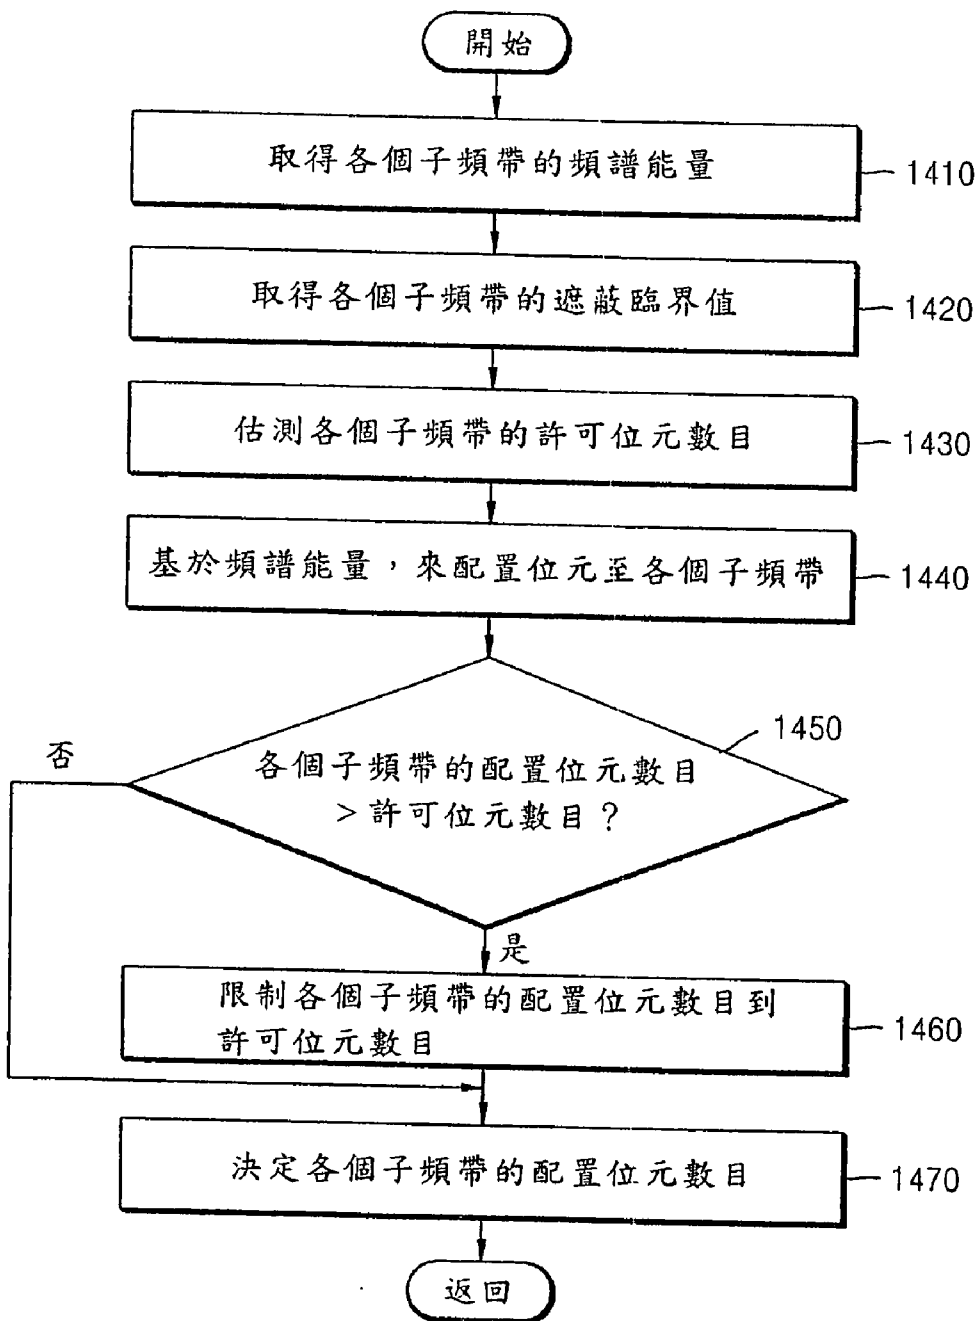 開始
取得各個子頻帶的頻譜能量
1410
取得各個子頻帶的遮蔽臨界值
1420
估測各個子頻帶的許可位元數目
1430
基於頻譜能量，來配置位元至各個子頻帶
1440
1450
否
各個子頻帶的配置位元數目
>許可位元數目？
是
限制各個子頻帶的配置位元數目到
許可位元數目
1460
決定各個子頻帶的配置位元數目
1470
返回